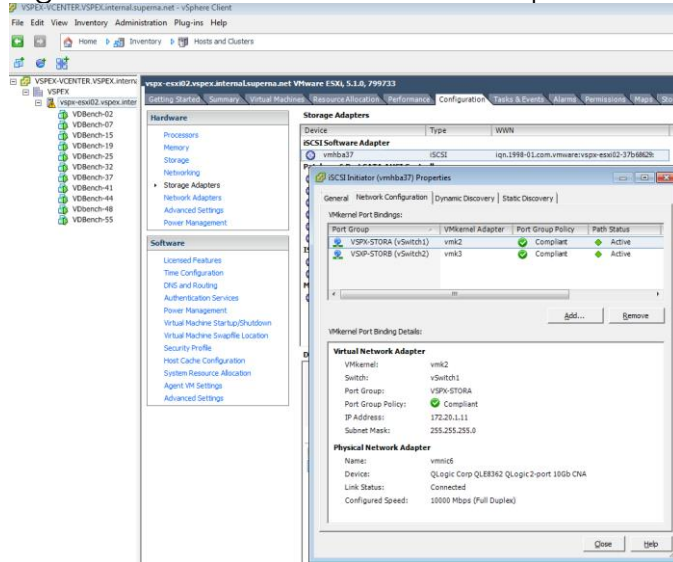 VSPEX-VCENTER.VSPEX.internal.superna.net - vSphere Client
File Edit View Inventory Administration Plug-ins Help
Home Inventory Hosts and Clusters
VSPEX-VCENTER.VSPEX.interna
VSPEX
vspx-esxi02.vspex.inter
VDBench-02
VDBench-07
VDBench-15
VDBench-19
VDBench-25
VDBench-32
VDBench-37
VDBench-41
VDBench-44
VDbench-48
VDBench-55
vspx-esxi02.vspex.internal.superna.net VMware ESXi, 5.1.0, 799733
Getting Started Summary Virtual Machines Resource Allocation Performance Configuration Tasks & Events Alarms Permissions Maps Sto
Hardware
Processors
Memory
Storage
Networking
Storage Adapters
Network Adapters
Advanced Settings
Power Management
Software
Licensed Features
Time Configuration
DNS and Routing
Authentication Services
Power Management
Virtual Machine Startup/Shutdown
Virtual Machine Swapfile Location
Security Profile
Host Cache Configuration
System Resource Allocation
Agent VM Settings
Advanced Settings
Storage Adapters
Device Type WWN
iSCSI Software Adapter
vmhba37 iSCSI iqn.1998-01.com.vmware:vspx-esxi02-37b68629:
iSCSI Initiator (vmhba37) Properties
General Network Configuration Dynamic Discovery Static Discovery
VMkernel Port Bindings:
Port Group VMkernel Adapter Port Group Policy Path Status
VSPX-STORA (vSwitch1) vmk2 Compliant Active
VSXP-STORB (vSwitch2) vmk3 Compliant Active
Add... Remove
VMkernel Port Binding Details:
Virtual Network Adapter
VMkernel: vmk2
Switch: vSwitch1
Port Group: VSPX-STORA
Port Group Policy: Compliant
IP Address: 172.20.1.11
Subnet Mask: 255.255.255.0
Physical Network Adapter
Name: vmnic6
Device: QLogic Corp QLE8362 QLogic 2-port 10Gb CNA
Link Status: Connected
Configured Speed: 10000 Mbps (Full Duplex)
Close Help